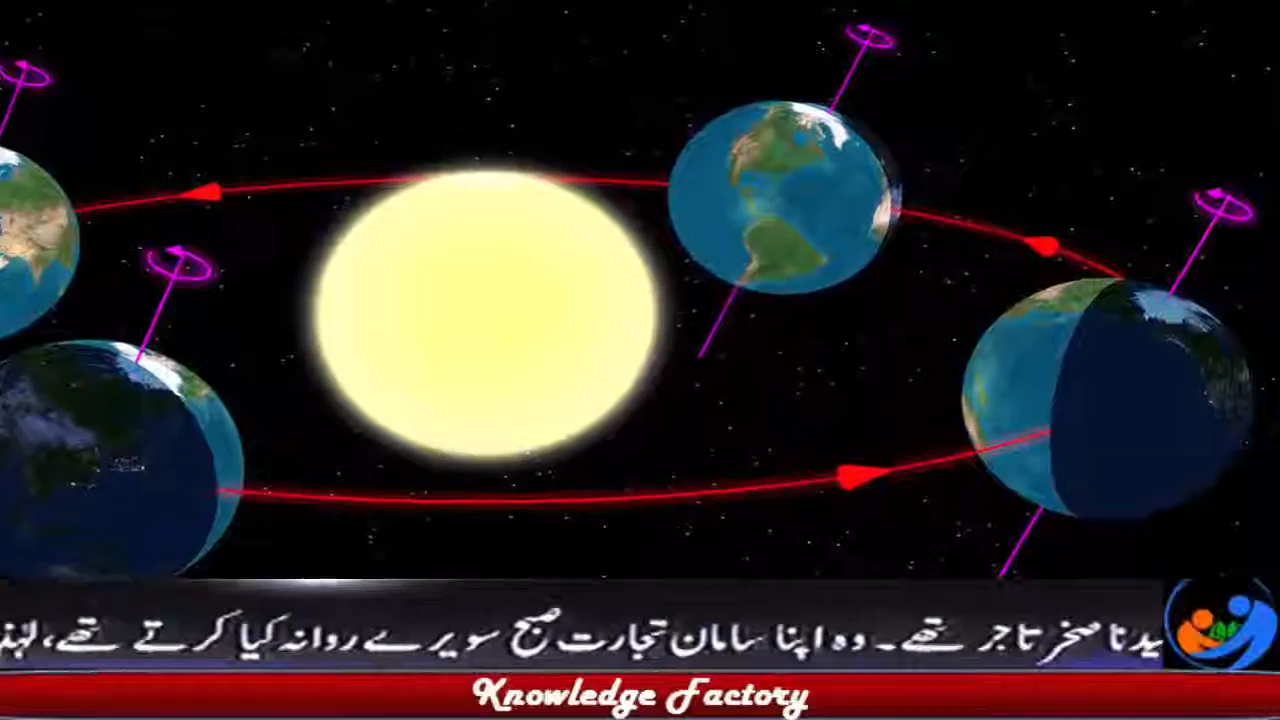 یدنا صخر تاجر تھے۔ وہ اپنا سامان تجارت صبح سویرے روانہ کیا کرتے تھے، لہٰذ
Knowledge Factory